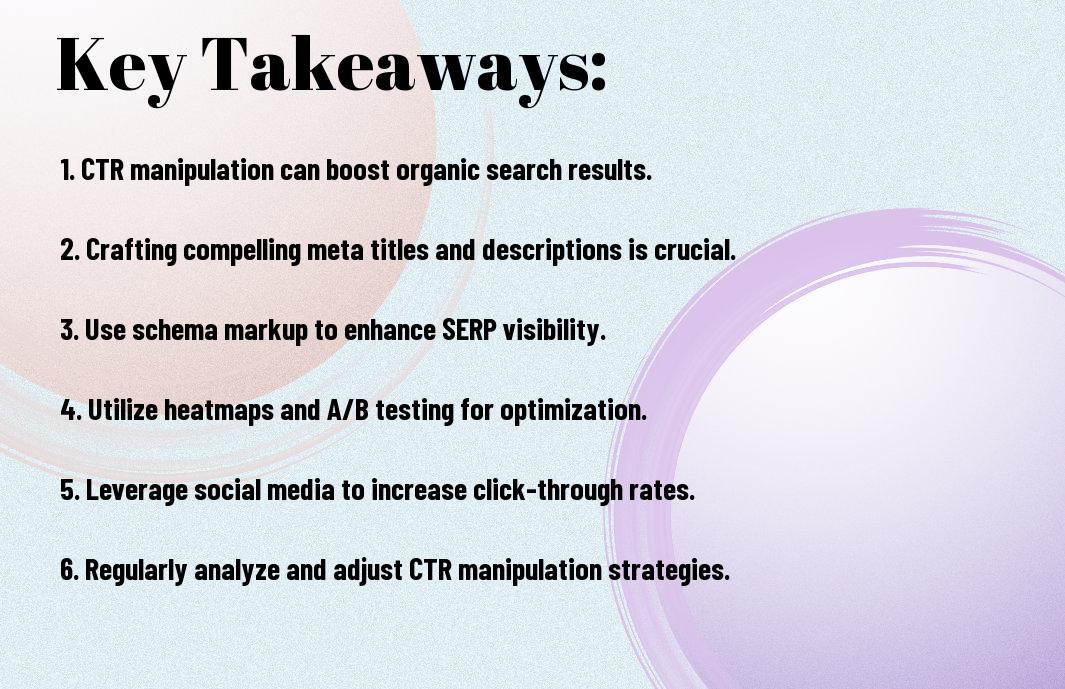 Key Takeaways:
1. CTR manipulation can boost organic search results.
2. Crafting compelling meta titles and descriptions is crucial.
3. Use schema markup to enhance SERP visibility.
4. Utilize heatmaps and A/B testing for optimization.
5. Leverage social media to increase click-through rates.
6. Regularly analyze and adjust CTR manipulation strategies.